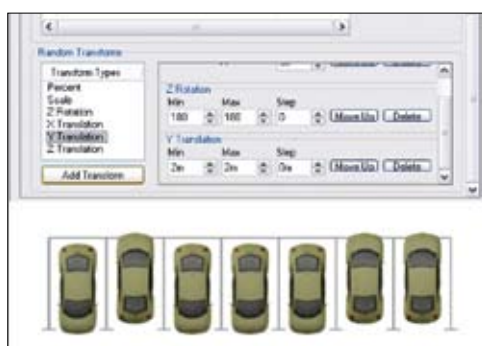 Random Transforms
Transform Types
Percent
Scale
Z Rotation
X Translation
Y Translation
Z Translation
Add Transform
Z Rotation
Min Max Step
180 180 0
Move Up Delete
Y Translation
Min Max Step
2m 2m 0m
Move Up Delete